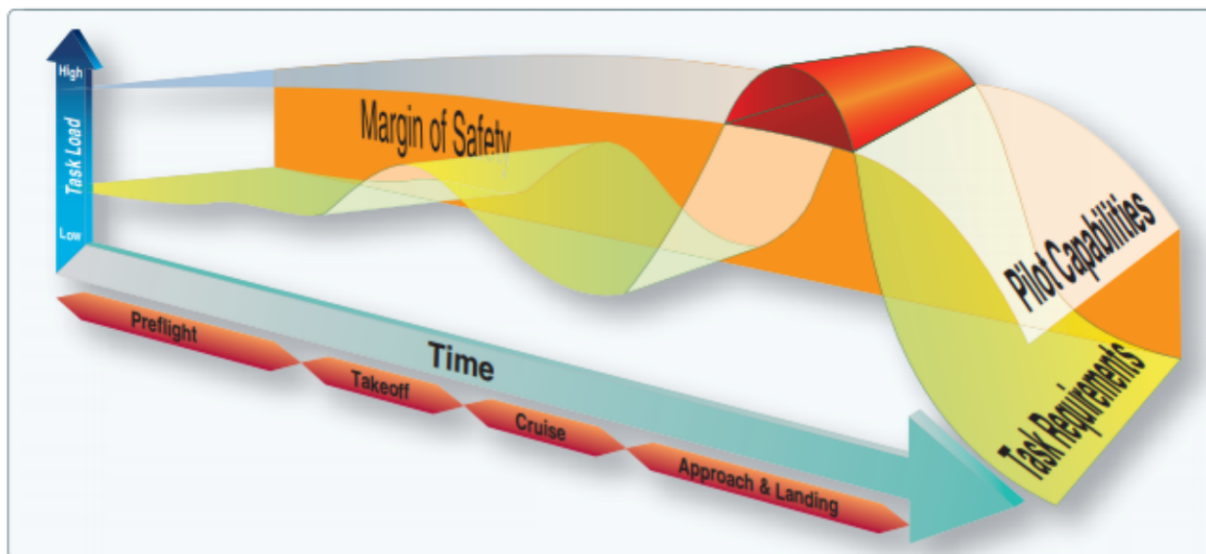 High
Task Load
Low
Margin of Safety
Pilot Capabilities
Task Requirements
Time
Preflight
Takeoff
Cruise
Approach & Landing